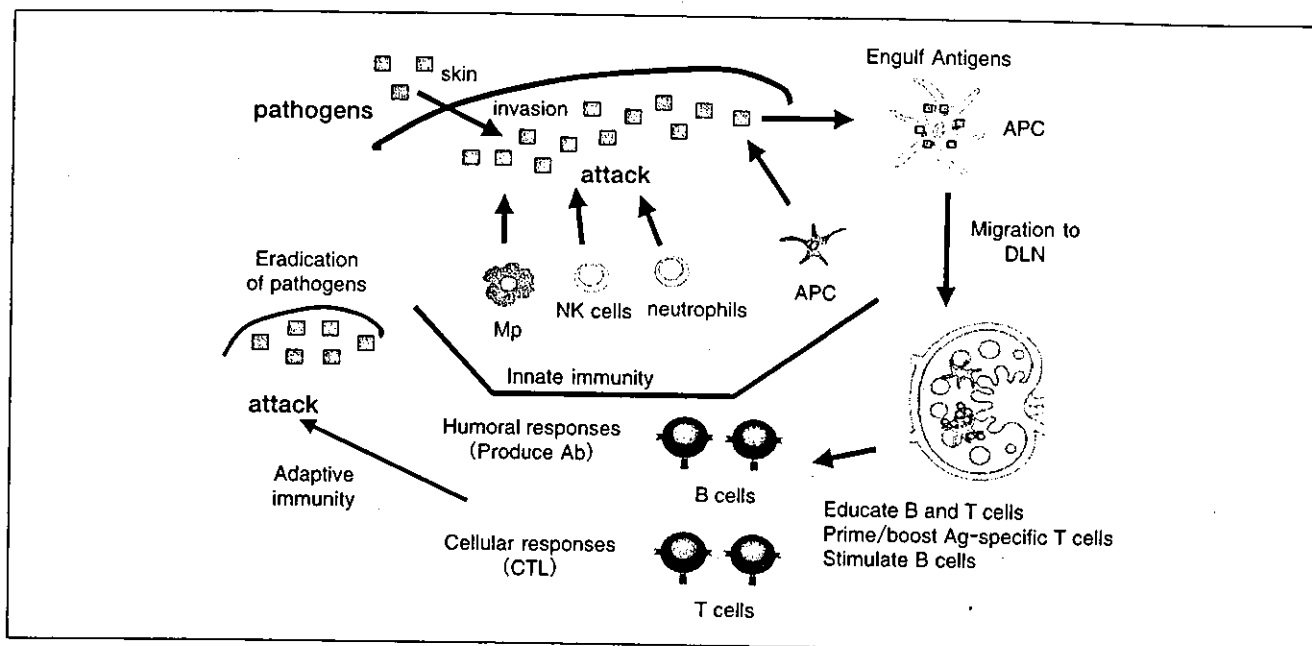 skin
pathogens
invasion
attack
Engulf Antigens
APC
Migration to
DLN
Mp
NK cells
neutrophils
APC
Innate immunity
Eradication
of pathogens
attack
Adaptive
immunity
Humoral responses
(Produce Ab)
B cells
Cellular responses
(CTL)
T cells
Educate B and T cells
Prime/boost Ag-specific T cells
Stimulate B cells